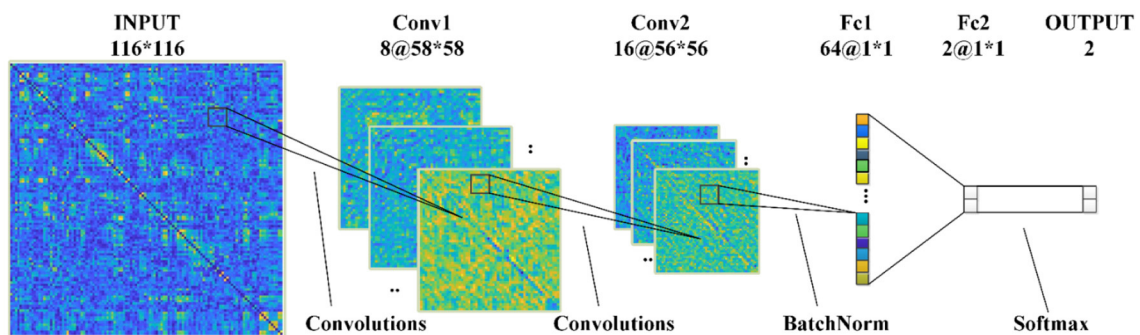 INPUT
116*116
Conv1
8@58*58
Conv2
16@56*56
Fc1
64@1*1
Fc2
2@1*1
OUTPUT
2
Convolutions
Convolutions
BatchNorm
Softmax